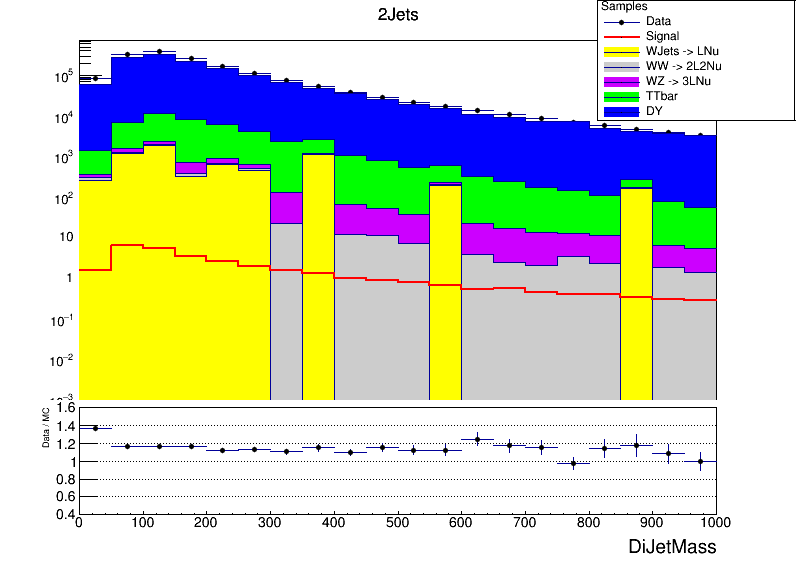 2Jets
Samples
Data
Signal
WJets -> LNu
WW -> 2L2Nu
WZ -> 3LNu
TTbar
DY
10^5
10^4
10^3
10^2
10
1
10^-1
10^-2
-3
Data / MC
1.6
1.4
1.2
1
0.8
0.6
0.4
0 100 200 300 400 500 600 700 800 900 1000
DiJetMass